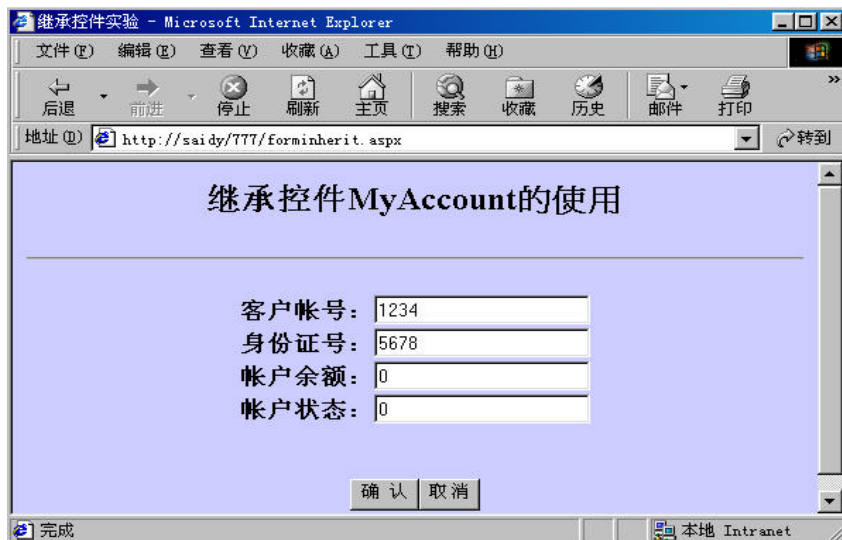 继承控件实验 - Microsoft Internet Explorer
文件(F) 编辑(E) 查看(V) 收藏(A) 工具(T) 帮助(H)
后退 前进 停止 刷新 主页 搜索 收藏 历史 邮件 打印 »
地址(D) http://saidy/777/forminherit.aspx 转到
继承控件MyAccount的使用
客户帐号： 1234
身份证号： 5678
帐户余额： 0
帐户状态： 0
确 认 取 消
完成 本地 Intranet